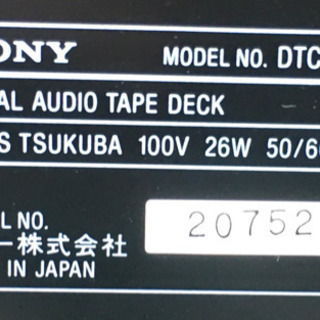 ONY MODEL NO. DTC
AL AUDIO TAPE DECK
S TSUKUBA 100V 26W 50/60
L NO. 20752
ー株式会社
IN JAPAN